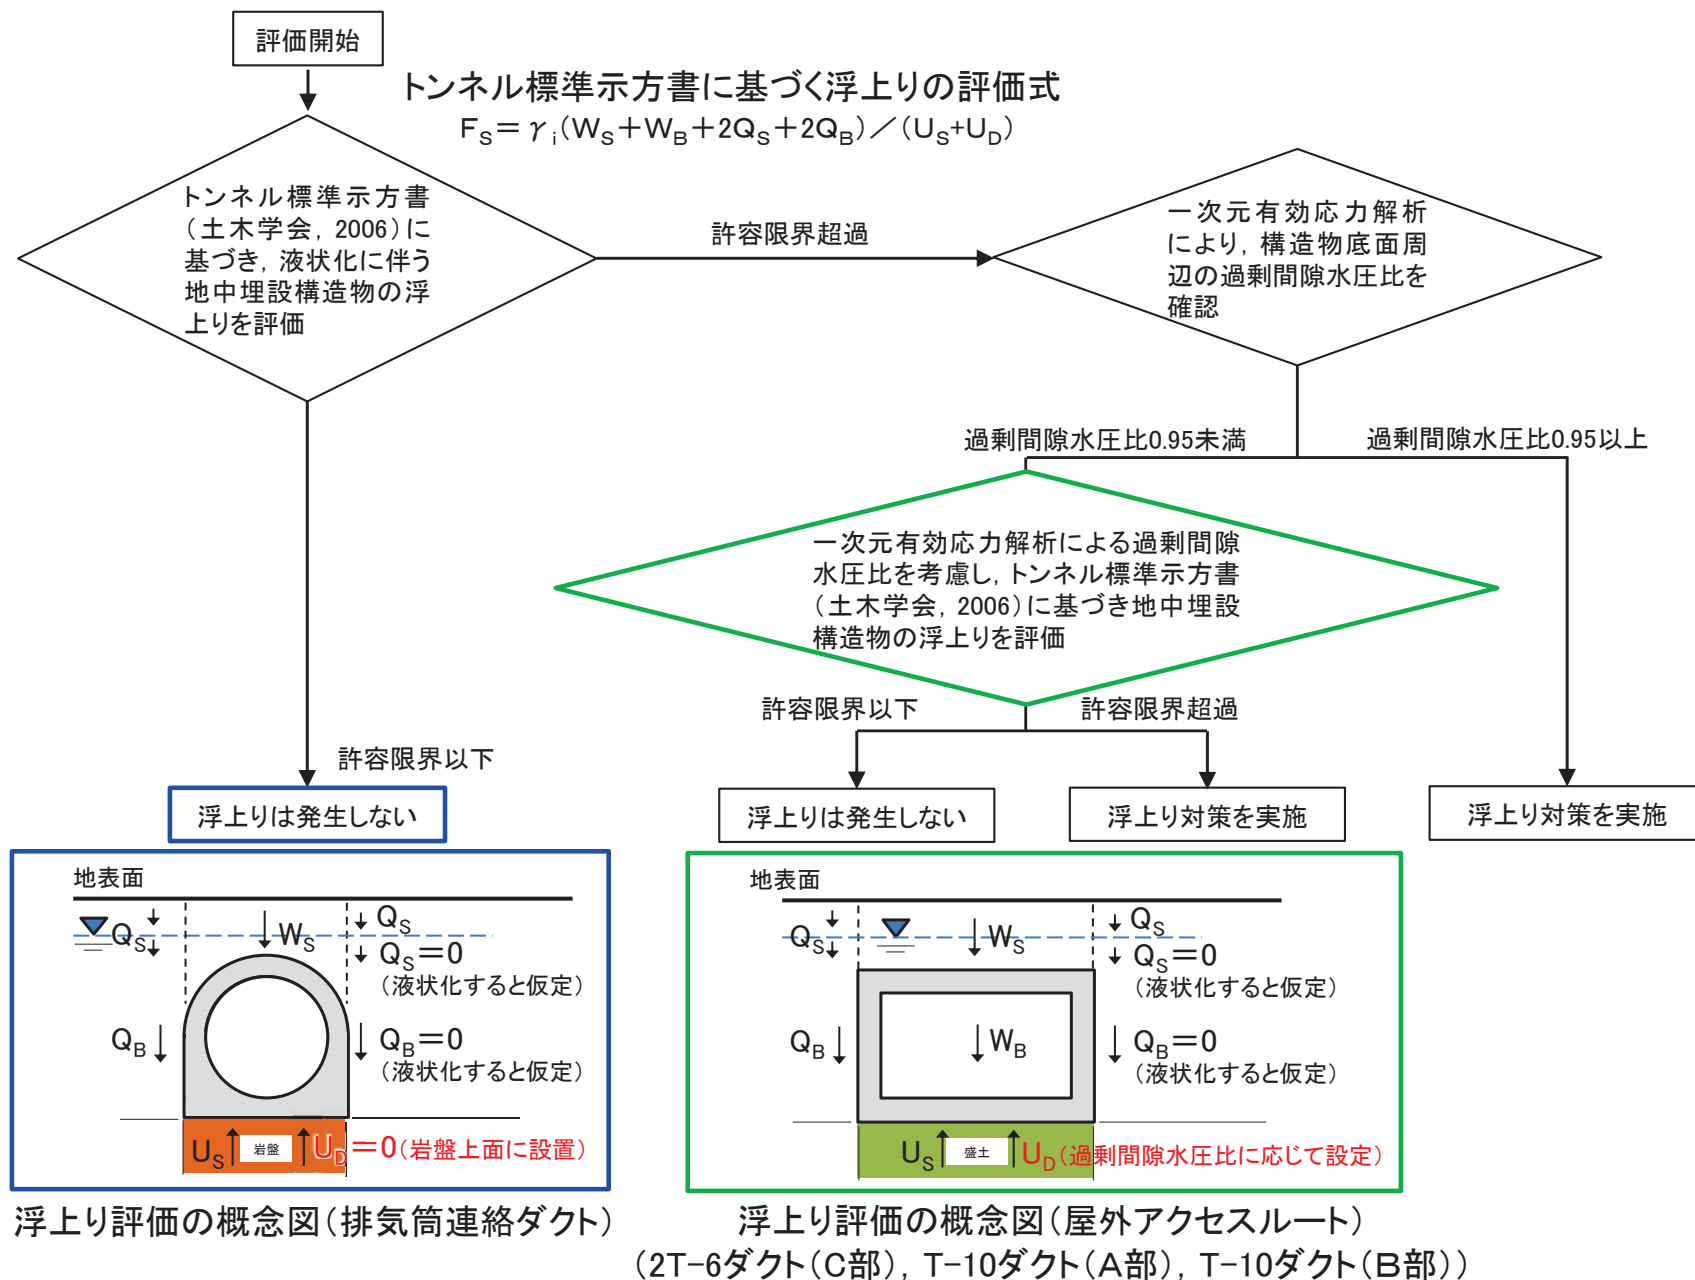 評価開始
トンネル標準示方書に基づく浮上りの評価式
FS=γi(WS+WB+2QS+2QB)/(US+UD)
トンネル標準示方書
(土木学会, 2006)に
基づき, 液状化に伴う
地中埋設構造物の浮
上りを評価
許容限界超過
一次元有効応力解析
により, 構造物底面周
辺の過剰間隙水圧比を
確認
過剰間隙水圧比0.95未満
過剰間隙水圧比0.95以上
一次元有効応力解析による過剰間隙
水圧比を考慮し, トンネル標準示方書
(土木学会, 2006)に基づき地中埋設
構造物の浮上りを評価
許容限界以下
許容限界超過
許容限界以下
浮上りは発生しない
浮上りは発生しない
浮上り対策を実施
浮上り対策を実施
地表面
QS
WS
QS
QS=0
(液状化すると仮定)
QB
QB=0
(液状化すると仮定)
US
岩盤
UD=0(岩盤上面に設置)
浮上り評価の概念図(排気筒連絡ダクト)
地表面
QS
WS
QS
QS=0
(液状化すると仮定)
QB
WB
QB=0
(液状化すると仮定)
US
盛土
UD(過剰間隙水圧比に応じて設定)
浮上り評価の概念図(屋外アクセスルート)
(2T-6ダクト(C部), T-10ダクト(A部), T-10ダクト(B部))